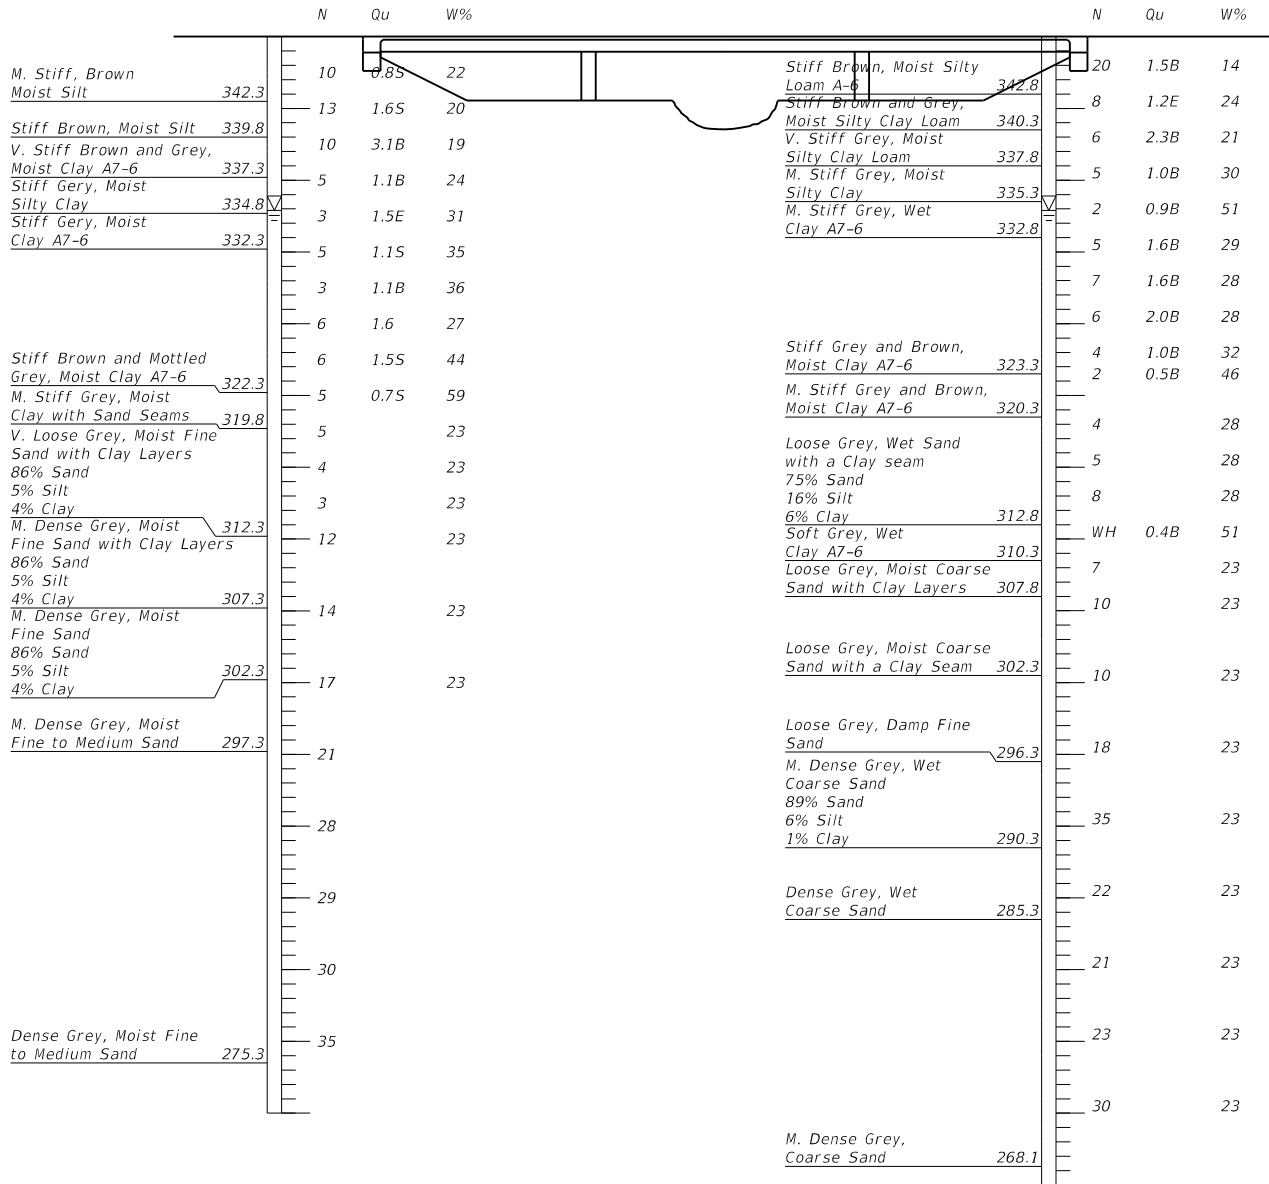 N Qu W%
M. Stiff, Brown
Moist Silt 342.3
Stiff Brown, Moist Silt 339.8
V. Stiff Brown and Grey,
Moist Clay A7-6 337.3
Stiff Gery, Moist
Silty Clay 334.8
Stiff Gery, Moist
Clay A7-6 332.3
Stiff Brown and Mottled
Grey, Moist Clay A7-6 322.3
M. Stiff Grey, Moist
Clay with Sand Seams 319.8
V. Loose Grey, Moist Fine
Sand with Clay Layers
86% Sand
5% Silt
4% Clay 312.3
M. Dense Grey, Moist
Fine Sand with Clay Layers
86% Sand
5% Silt
4% Clay 307.3
M. Dense Grey, Moist
Fine Sand
86% Sand
5% Silt 302.3
4% Clay
M. Dense Grey, Moist
Fine to Medium Sand 297.3
Dense Grey, Moist Fine
to Medium Sand 275.3
10 0.8S 22
13 1.6S 20
10 3.1B 19
5 1.1B 24
3 1.5E 31
5 1.1S 35
3 1.1B 36
6 1.6 27
6 1.5S 44
5 0.7S 59
5 23
4 23
3 23
12 23
14 23
17 23
21
28
29
30
35
N Qu W%
Stiff Brown, Moist Silty
Loam A-6 342.8
Stiff Brown and Grey,
Moist Silty Clay Loam 340.3
V. Stiff Grey, Moist
Silty Clay Loam 337.8
M. Stiff Grey, Moist
Silty Clay 335.3
M. Stiff Grey, Wet
Clay A7-6 332.8
Stiff Grey and Brown,
Moist Clay A7-6 323.3
M. Stiff Grey and Brown,
Moist Clay A7-6 320.3
Loose Grey, Wet Sand
with a Clay seam
75% Sand
16% Silt
6% Clay 312.8
Soft Grey, Wet
Clay A7-6 310.3
Loose Grey, Moist Coarse
Sand with Clay Layers 307.8
Loose Grey, Moist Coarse
Sand with a Clay Seam 302.3
Loose Grey, Damp Fine
Sand 296.3
M. Dense Grey, Wet
Coarse Sand
89% Sand
6% Silt
1% Clay 290.3
Dense Grey, Wet
Coarse Sand 285.3
M. Dense Grey,
Coarse Sand 268.1
20 1.5B 14
8 1.2E 24
6 2.3B 21
5 1.0B 30
2 0.9B 51
5 1.6B 29
7 1.6B 28
6 2.0B 28
4 1.0B 32
2 0.5B 46
4 28
5 28
8 28
WH 0.4B 51
7 23
10 23
10 23
18 23
35 23
22 23
21 23
23 23
30 23